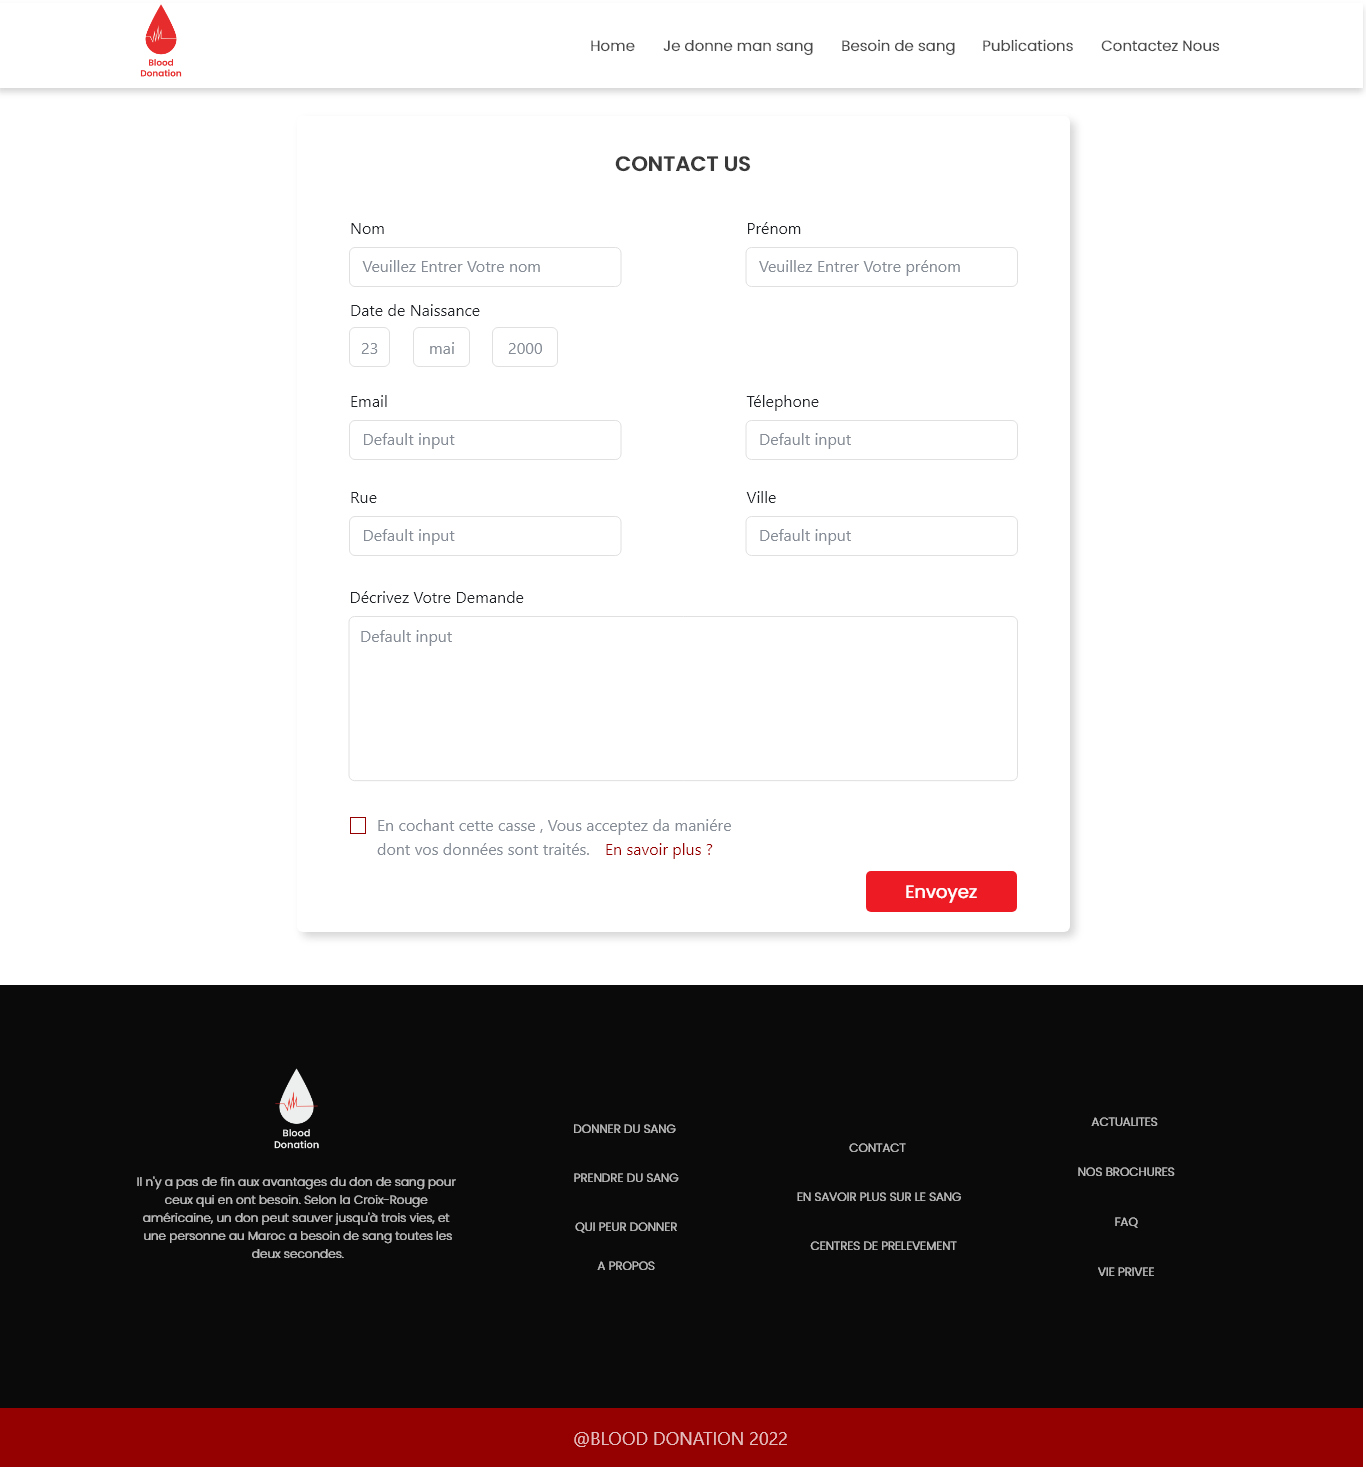 Blood
Donation
Home
Je donne man sang
Besoin de sang
Publications
Contactez Nous
CONTACT US
Nom
Prénom
Veuillez Entrer Votre nom
Veuillez Entrer Votre prénom
Date de Naissance
23
mai
2000
Email
Télephone
Default input
Default input
Rue
Ville
Default input
Default input
Décrivez Votre Demande
Default input
En cochant cette casse , Vous acceptez da maniére
dont vos données sont traités. En savoir plus ?
Envoyez
Blood
Donation
Il n'y a pas de fin aux avantages du don de sang pour
ceux qui en ont besoin. Selon la Croix-Rouge
américaine, un don peut sauver jusqu'à trois vies, et
une personne au Maroc a besoin de sang toutes les
deux secondes.
DONNER DU SANG
PRENDRE DU SANG
QUI PEUR DONNER
A PROPOS
CONTACT
EN SAVOIR PLUS SUR LE SANG
CENTRES DE PRELEVEMENT
ACTUALITES
NOS BROCHURES
FAQ
VIE PRIVEE
@BLOOD DONATION 2022